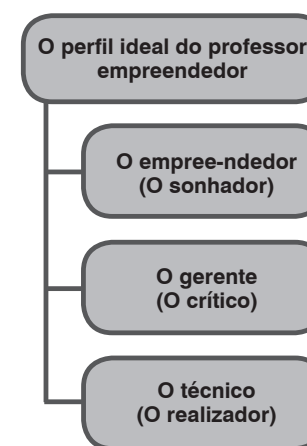 O perfil ideal do professor
empreendedor
O empree-ndedor
(O sonhador)
O gerente
(O crítico)
O técnico
(O realizador)